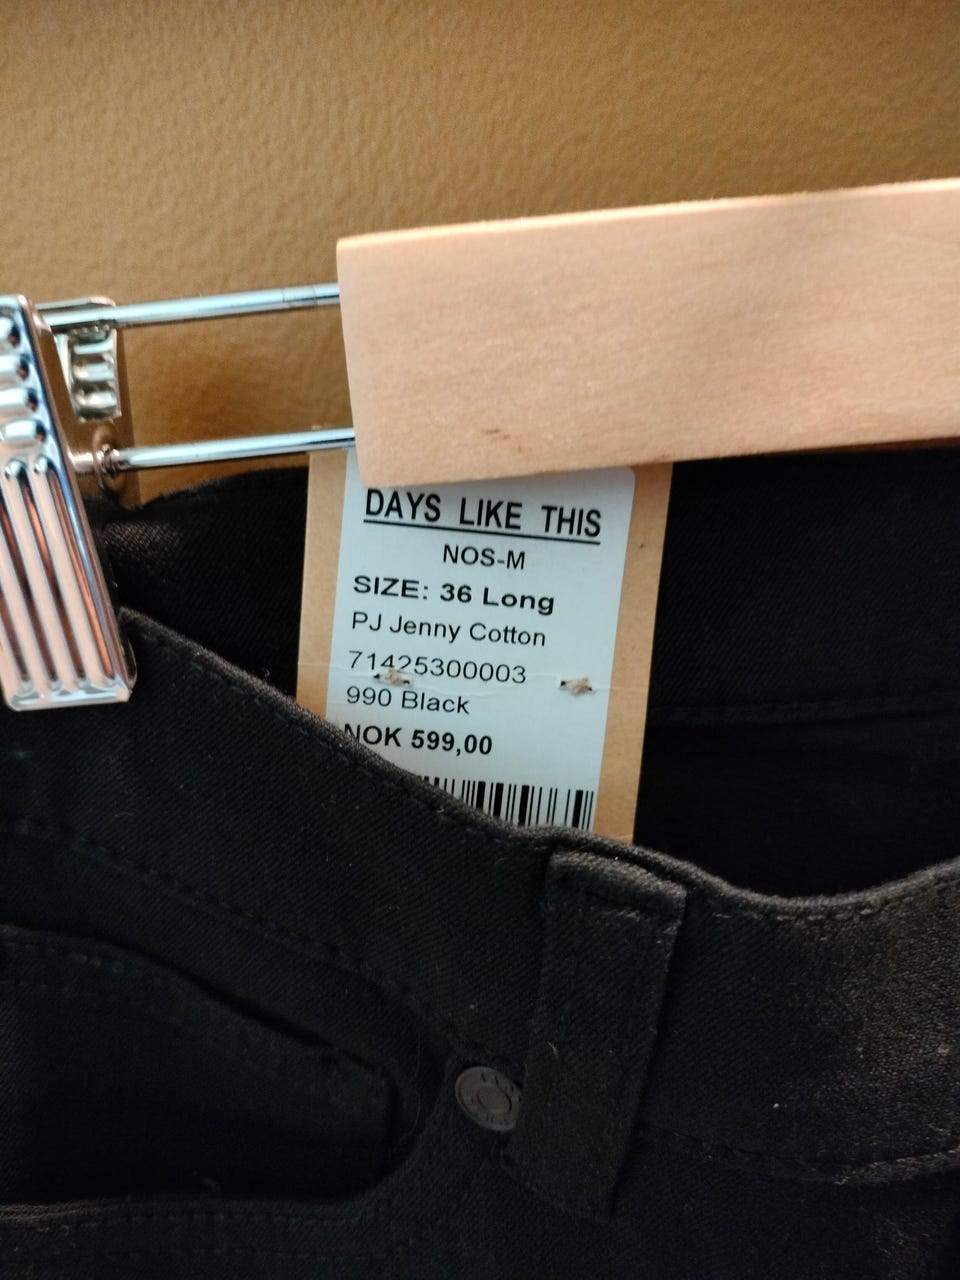 DAYS LIKE THIS
NOS-M
SIZE: 36 Long
PJ Jenny Cotton
71425300003
990 Black
NOK 599,00